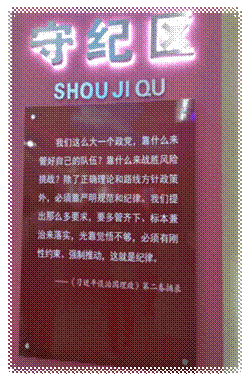 守纪区
SHOU JI QU
我们这么大一个政党，靠什么来
管好自己的队伍？靠什么来战胜风险
挑战？除了正确理论和路线方针政策
外，必须靠严明规范和纪律。我们提
出那么多要求，要多管齐下、标本兼
治来落实，光靠觉悟不够，必须有刚
性约束、强制推动，这就是纪律。
——《习近平谈治国理政》第二卷摘录